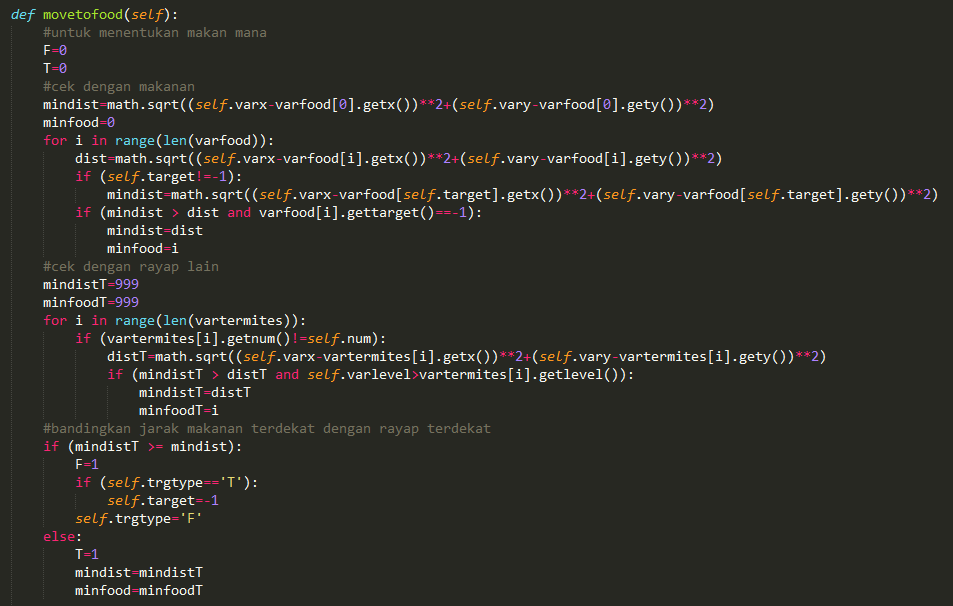 def movetofood(self):
    #untuk menentukan makan mana
    F=0
    T=0
    #cek dengan makanan
    mindist=math.sqrt((self.varx-varfood[0].getx())**2+(self.vary-varfood[0].gety())**2)
    minfood=0
    for i in range(len(varfood)):
        dist=math.sqrt((self.varx-varfood[i].getx())**2+(self.vary-varfood[i].gety())**2)
        if (self.target!=-1):
            mindist=math.sqrt((self.varx-varfood[self.target].getx())**2+(self.vary-varfood[self.target].gety())**2)
        if (mindist > dist and varfood[i].gettarget()==-1):
            mindist=dist
            minfood=i
    #cek dengan rayap lain
    mindistT=999
    minfoodT=999
    for i in range(len(vartermites)):
        if (vartermites[i].getnum()!=self.num):
            distT=math.sqrt((self.varx-vartermites[i].getx())**2+(self.vary-vartermites[i].gety())**2)
            if (mindistT > distT and self.varlevel>vartermites[i].getlevel()):
                mindistT=distT
                minfoodT=i
    #bandingkan jarak makanan terdekat dengan rayap terdekat
    if (mindistT >= mindist):
        F=1
        if (self.trgtype=='T'):
            self.target=-1
        self.trgtype='F'
    else:
        T=1
        mindist=mindistT
        minfood=minfoodT